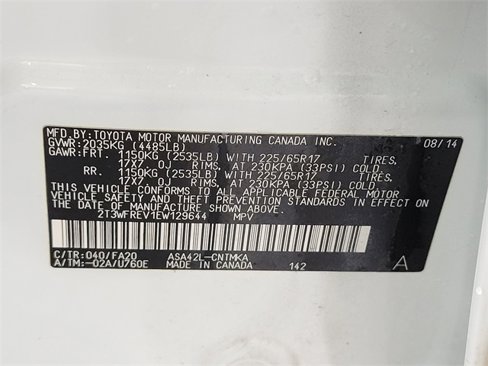 MFD.BY:TOYOTA MOTOR MANUFACTURING CANADA INC. 08/14
GVWR:2035KG (4485LB)
GAWR:FRT. 1150KG (2535LB) WITH 225/65R17 TIRES,
17X7.0J RIMS, AT 230KPA (33PSI) COLD
RR. 1150KG (2535LB) WITH 225/65R17 TIRES,
17X7.0J RIMS, AT 230KPA (33PSI) COLD
THIS VEHICLE CONFORMS TO ALL APPLICABLE FEDERAL MOTOR
VEHICLE SAFETY AND THEFT PREVENTION STANDARDS IN
EFFECT ON THE DATE OF MANUFACTURE SHOWN ABOVE.
2T3WFREV1EW129644 MPV
C/TR:040/FA20 ASA42L-CNTMKA
A/TM:-02A/U760E MADE IN CANADA 142 A